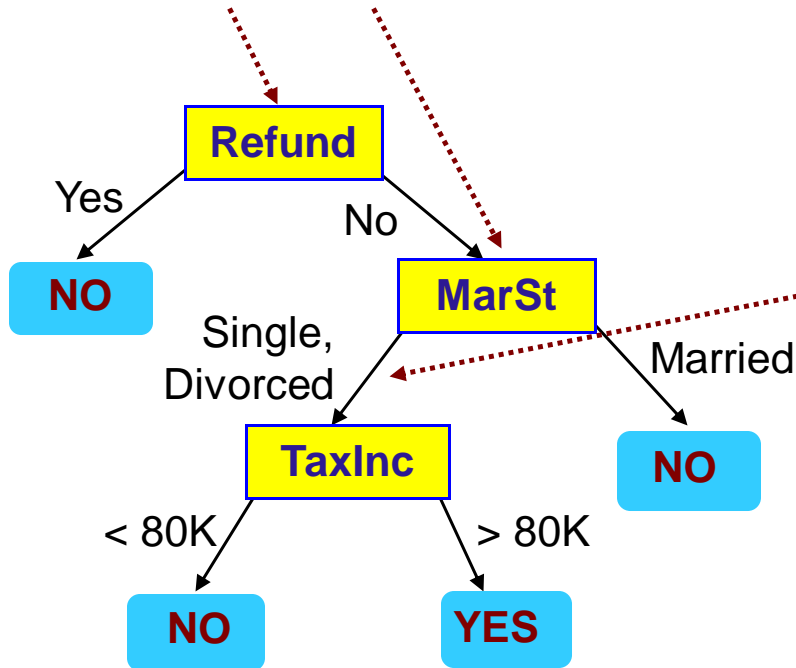 Refund
Yes
No
NO
MarSt
Single,
Divorced
Married
TaxInc
NO
< 80K
> 80K
NO
YES